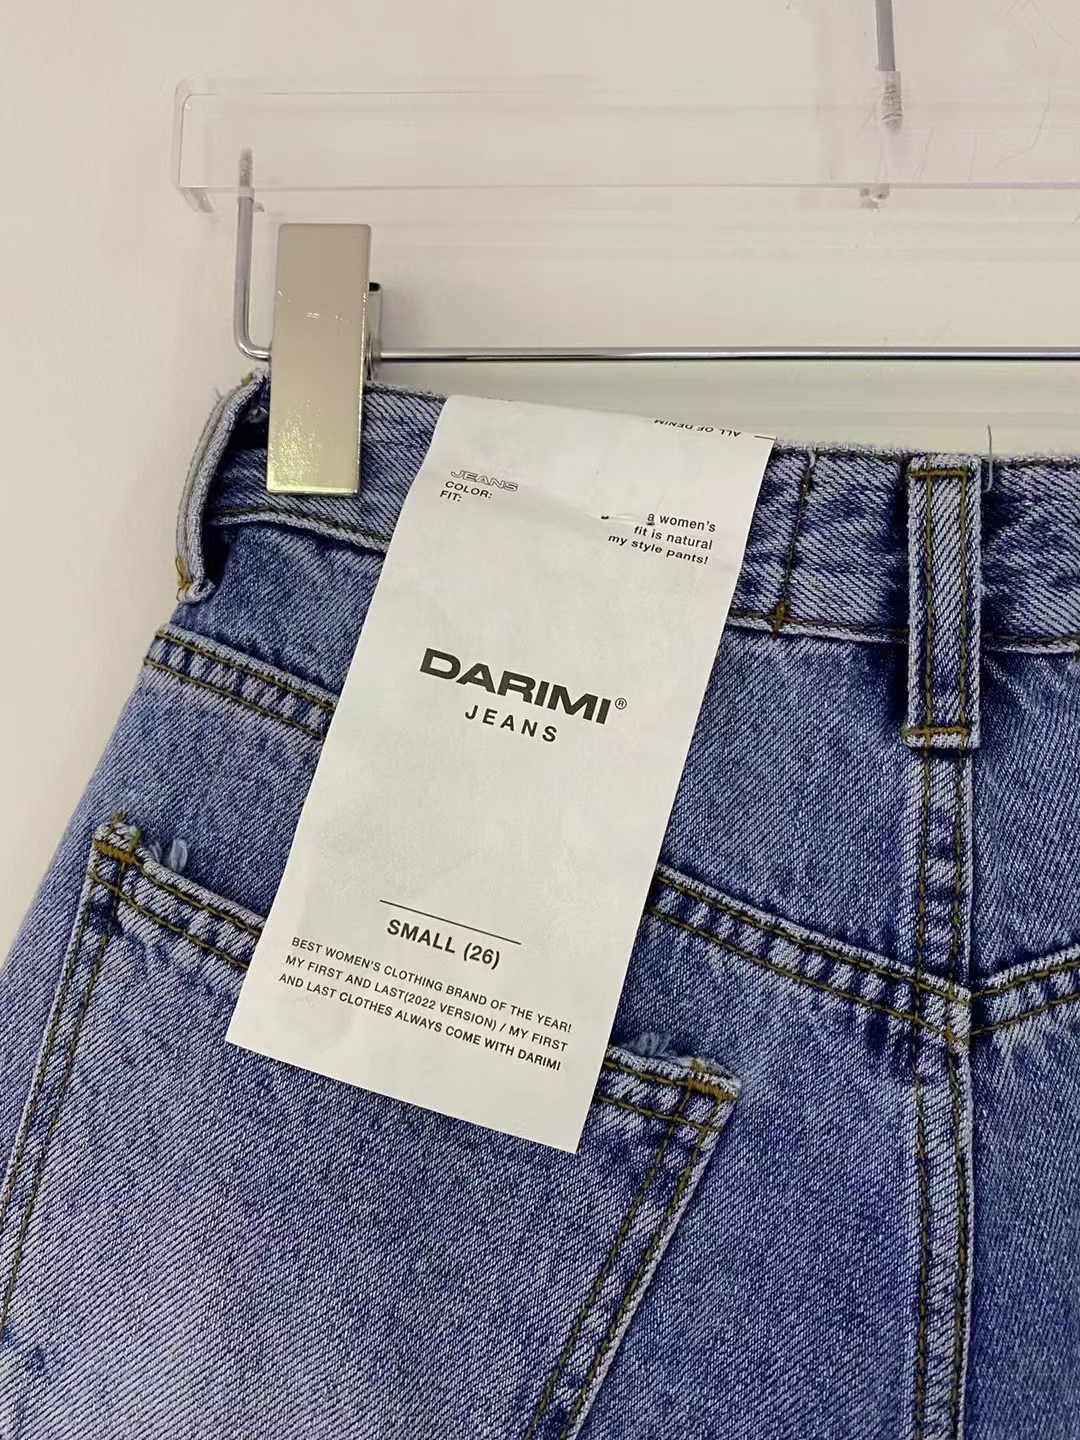 ALL OF DENIM
JEANS
COLOR:
FIT:
a women's
fit is natural
my style pants!
DARIMI®
JEANS
SMALL (26)
BEST WOMEN'S CLOTHING BRAND OF THE YEAR!
MY FIRST AND LAST(2022 VERSION) / MY FIRST
AND LAST CLOTHES ALWAYS COME WITH DARIMI